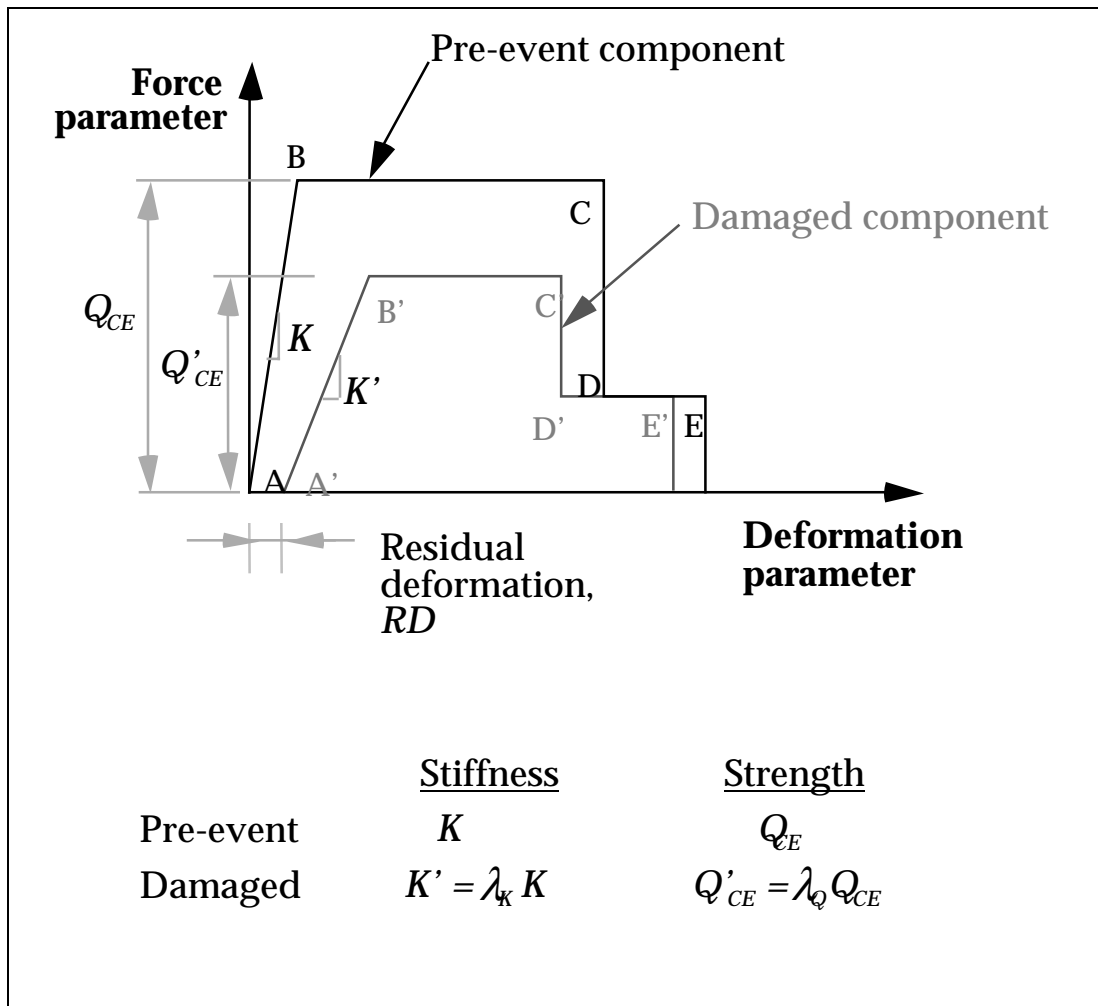 Pre-event component
Force
parameter
B
C
Damaged component
Q_CE
Q'_CE
B'
C'
K
K'
D
D'
E'
E
A
A'
Residual
deformation,
RD
Deformation
parameter
Stiffness Strength
Pre-event K Q_CE
Damaged K' = λ_K K Q'_CE = λ_Q Q_CE